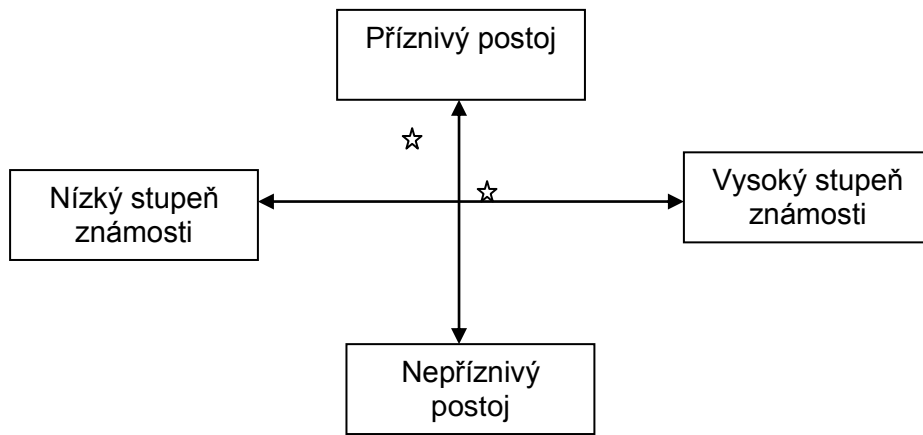 Příznivý postoj
Nízký stupeň
známosti
Vysoký stupeň
známosti
Nepříznivý
postoj